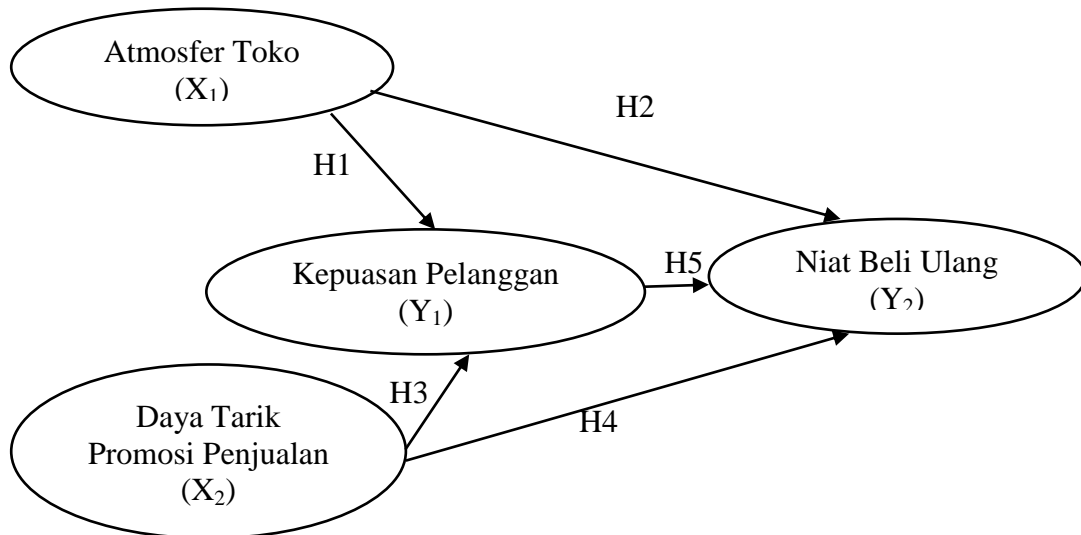 Atmosfer Toko
(X₁)
H2
H1
Kepuasan Pelanggan
(Y₁)
H5
Niat Beli Ulang
(Y₂)
H3
H4
Daya Tarik
Promosi Penjualan
(X₂)